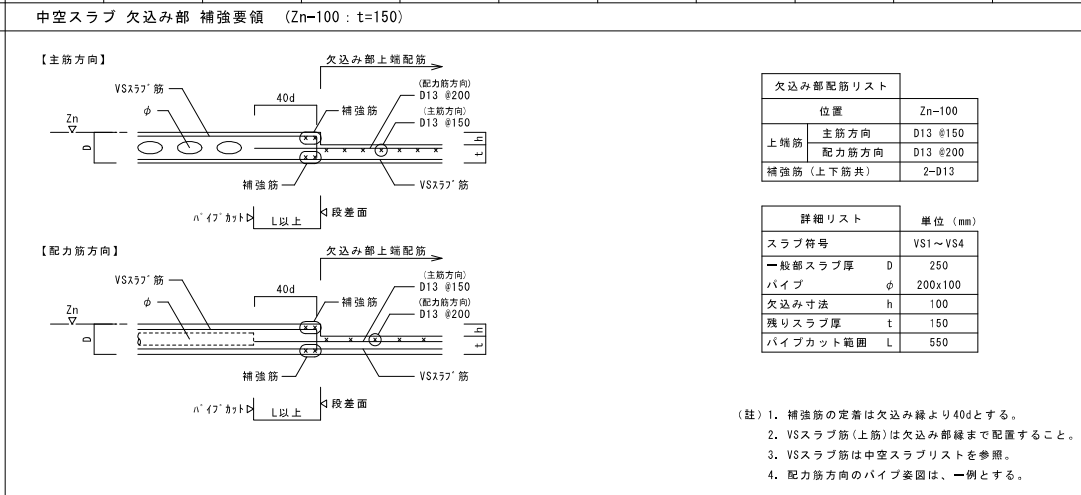 中空スラブ 欠込み部 補強要領 (Zn-100:t=150)
【主筋方向】
欠込み部上端配筋
VSスラブ筋
φ
40d
補強筋
(配力筋方向)
D13 @200
(主筋方向)
D13 @150
Zn
D
h
t
補強筋
VSスラブ筋
パイプカット
L以上
段差面
【配力筋方向】
欠込み部上端配筋
VSスラブ筋
φ
40d
補強筋
(主筋方向)
D13 @150
(配力筋方向)
D13 @200
Zn
D
h
t
補強筋
VSスラブ筋
パイプカット
L以上
段差面
欠込み部配筋リスト
位置 Zn-100
上端筋 主筋方向 D13 @150
配力筋方向 D13 @200
補強筋(上下筋共) 2-D13
詳細リスト 単位 (mm)
スラブ符号 VS1~VS4
一般部スラブ厚 D 250
パイプ φ 200x100
欠込み寸法 h 100
残りスラブ厚 t 150
パイプカット範囲 L 550
(註) 1. 補強筋の定着は欠込み縁より40dとする。
2. VSスラブ筋(上筋)は欠込み部縁まで配置すること。
3. VSスラブ筋は中空スラブリストを参照。
4. 配力筋方向のパイプ姿図は、一例とする。